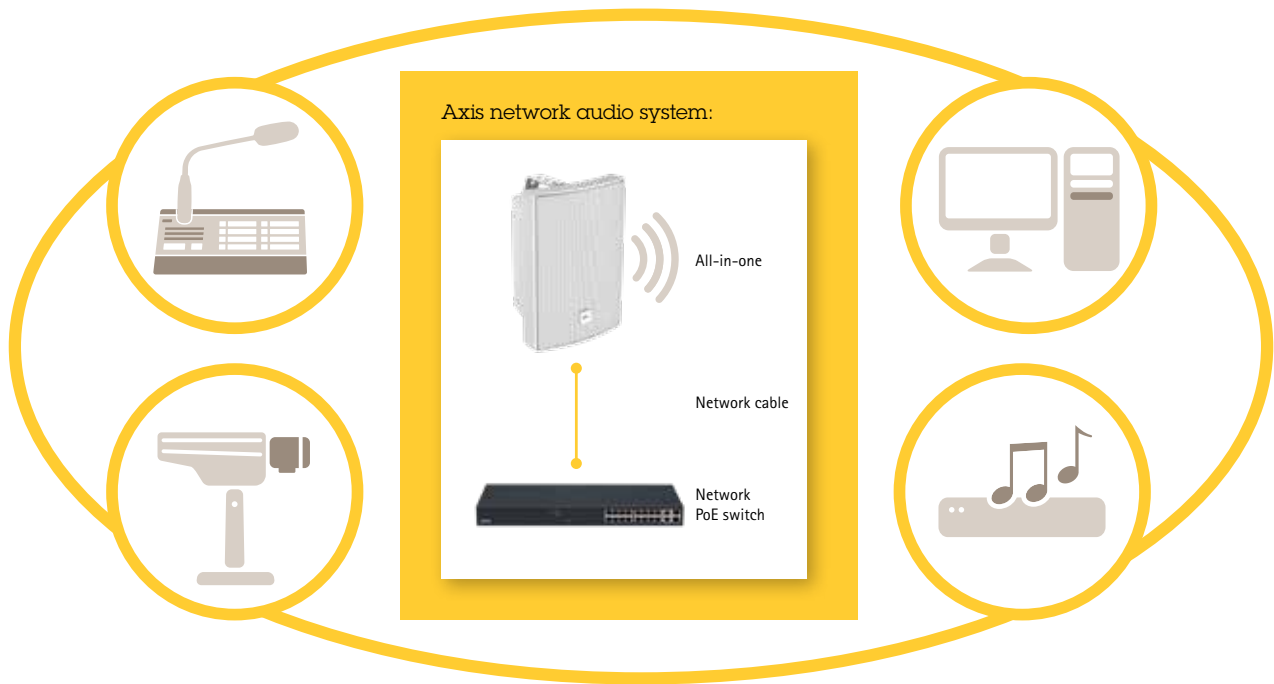 Axis network audio system:
All-in-one
Network cable
Network
PoE switch